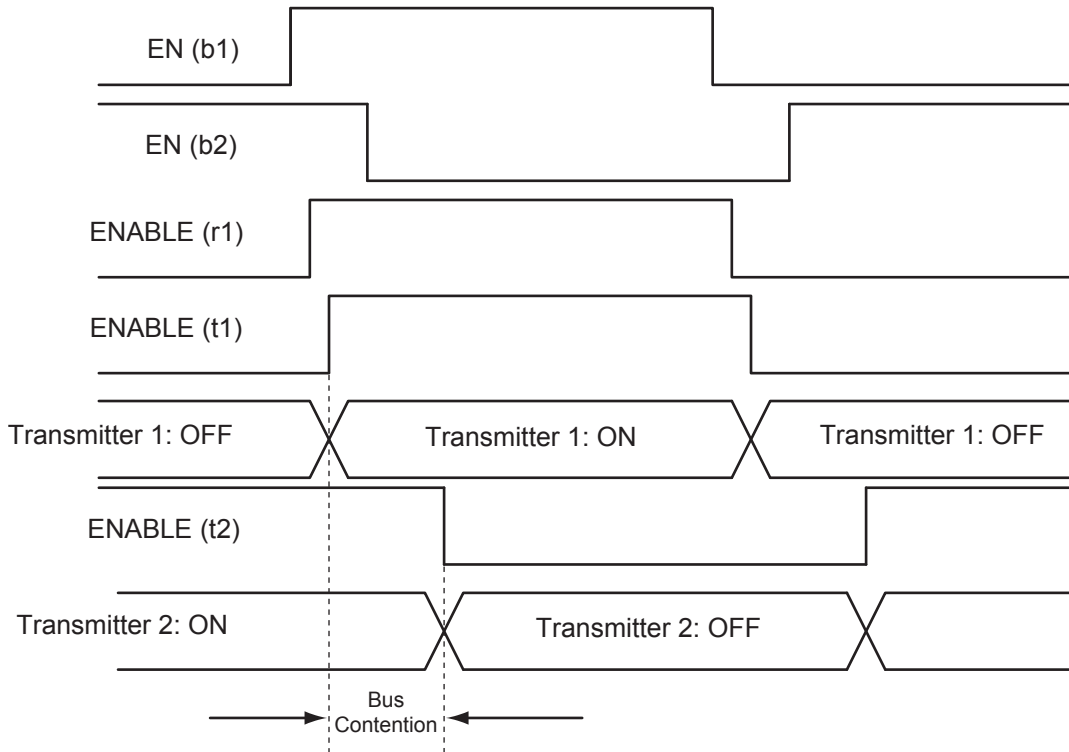 EN (b1)
EN (b2)
ENABLE (r1)
ENABLE (t1)
Transmitter 1: OFF Transmitter 1: ON Transmitter 1: OFF
ENABLE (t2)
Transmitter 2: ON Transmitter 2: OFF
Bus
Contention